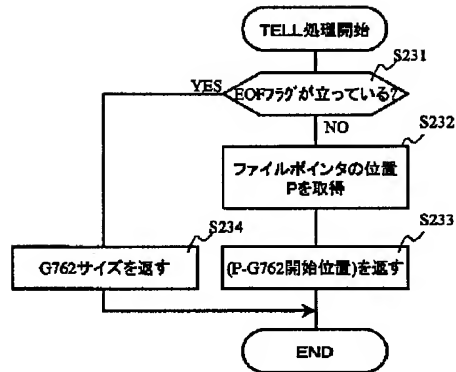 TELL処理開始
S231
EOFフラグが立っている?
YES
NO
S232
ファイルポインタの位置
Pを取得
S234
S233
G762サイズを返す
(P-G762開始位置)を返す
END